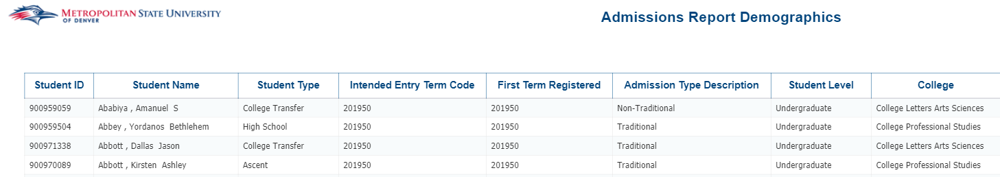 METROPOLITAN STATE UNIVERSITY
OF DENVER
Admissions Report Demographics
Student ID Student Name Student Type Intended Entry Term Code First Term Registered Admission Type Description Student Level College
900959059 Ababiya , Amanuel S College Transfer 201950 201950 Non-Traditional Undergraduate College Letters Arts Sciences
900959504 Abbey , Yordanos Bethlehem High School 201950 201950 Traditional Undergraduate College Professional Studies
900971338 Abbott , Dallas Jason College Transfer 201950 201950 Traditional Undergraduate College Letters Arts Sciences
900970089 Abbott , Kirsten Ashley Ascent 201950 201950 Traditional Undergraduate College Professional Studies